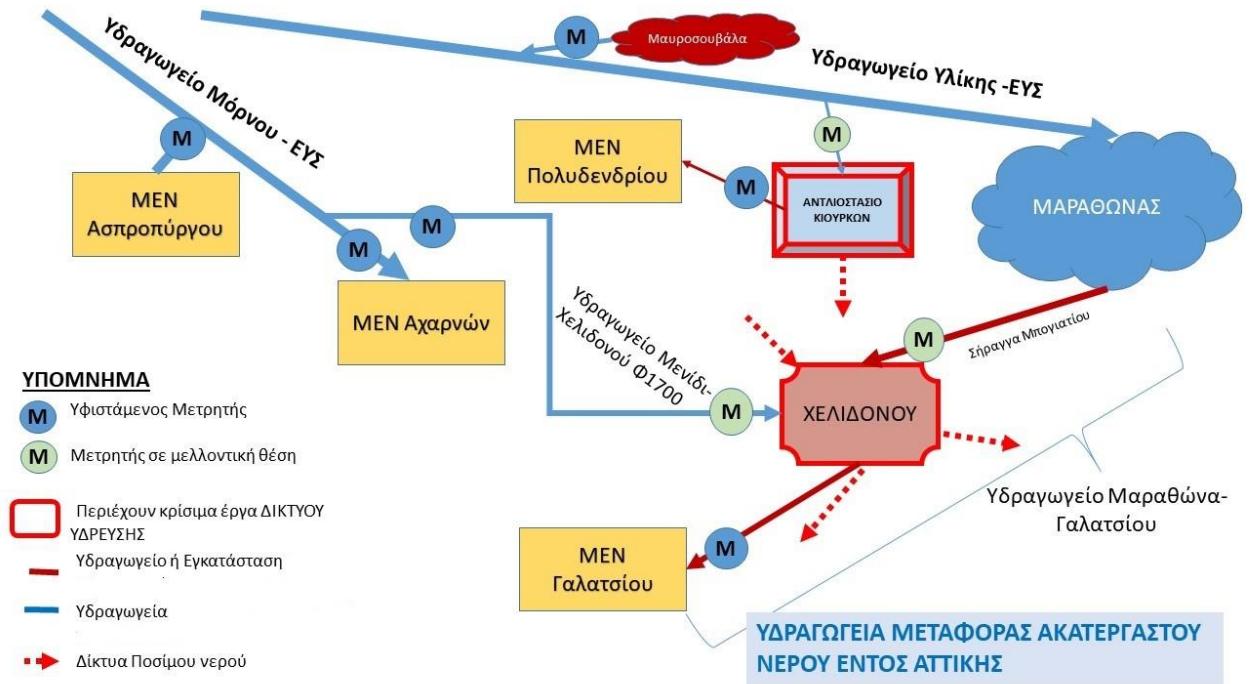 Μαυροσουβάλα
Μ
Υδραγωγείο Υλίκης -ΕΥΣ
Υδραγωγείο Μόρνου - ΕΥΣ
Μ
Μ
ΜΕΝ
Πολυδενδρίου
Μ
ΑΝΤΛΙΟΣΤΑΣΙΟ
ΚΙΟΥΡΚΩΝ
ΜΑΡΑΘΩΝΑΣ
ΜΕΝ
Ασπροπύργου
Μ
Μ
ΜΕΝ Αχαρνών
Υδραγωγείο Μενίδι-
Χελιδονού Φ1700
Μ
Σήραγγα Μπογιατίου
Μ
ΧΕΛΙΔΟΝΟΥ
Υδραγωγείο Μαραθώνα-
Γαλατσίου
ΜΕΝ
Γαλατσίου
Μ
ΥΠΟΜΝΗΜΑ
Μ Υφιστάμενος Μετρητής
Μ Μετρητής σε μελλοντική θέση
Περιέχουν κρίσιμα έργα ΔΙΚΤΥΟΥ
ΥΔΡΕΥΣΗΣ
Υδραγωγείο ή Εγκατάσταση
Υδραγωγεία
Δίκτυα Ποσίμου νερού
ΥΔΡΑΓΩΓΕΙΑ ΜΕΤΑΦΟΡΑΣ ΑΚΑΤΕΡΓΑΣΤΟΥ
ΝΕΡΟΥ ΕΝΤΟΣ ΑΤΤΙΚΗΣ